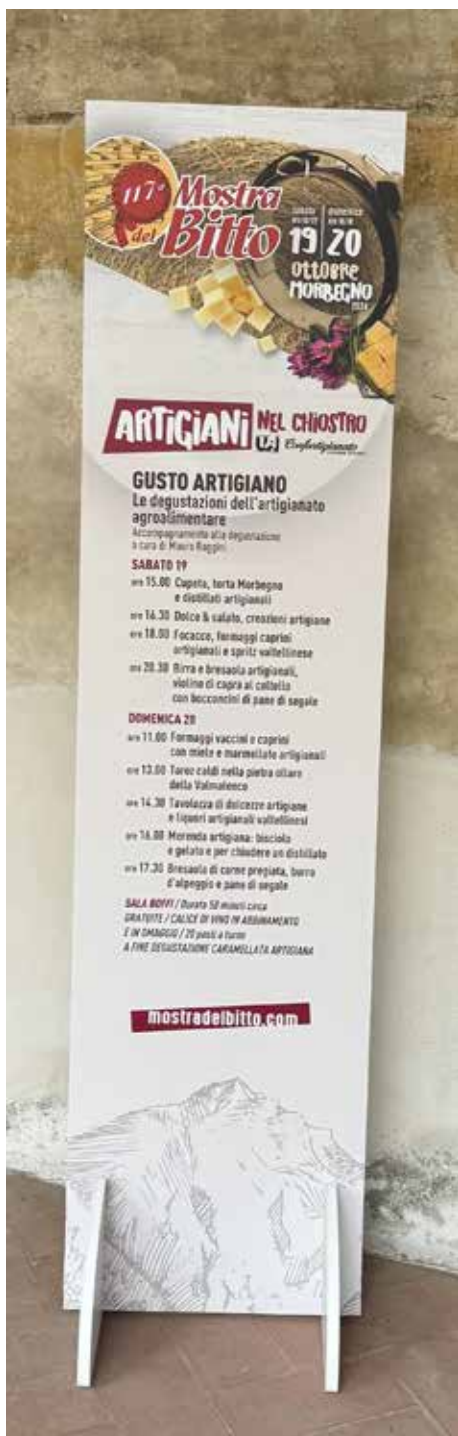 117ª Mostra
del Bitto
SABATO DOMENICA
19 20
OTTOBRE
MORBEGNO
ARTIGIANI NEL CHIOSTRO
Confartigianato
GUSTO ARTIGIANO
Le degustazioni dell'artigianato
agroalimentare
Accompagnamento alla degustazione
a cura di Mauro Raggini
SABATO 19
ore 15.00 Cupeta, torta Morbegno
e distillati artigianali
ore 16.30 Dolce & salato, creazioni artigiane
ore 18.00 Focacce, formaggi caprini
artigianali e spritz valtellinese
ore 20.30 Birra e bresaola artigianali,
violino di capra al coltello
con bocconcini di pane di segale
DOMENICA 20
ore 11.00 Formaggi vaccini e caprini
con miele e marmellate artigianali
ore 13.00 Taroz caldi nella pietra ollare
della Valmalenco
ore 14.30 Tavolozza di dolcezze artigiane
e liquori artigianali valtellinesi
ore 16.00 Merenda artigiana: bisciola
e gelato e per chiudere un distillato
ore 17.30 Bresaola di carne pregiata, burro
d'alpeggio e pane di segale
SALA BOFFI / Durata 50 minuti circa
GRATUITE / CALICE DI VINO IN ABBINAMENTO
E IN OMAGGIO / 20 posti a turno
A FINE DEGUSTAZIONE CARAMELLATA ARTIGIANA
mostradelbitto.com